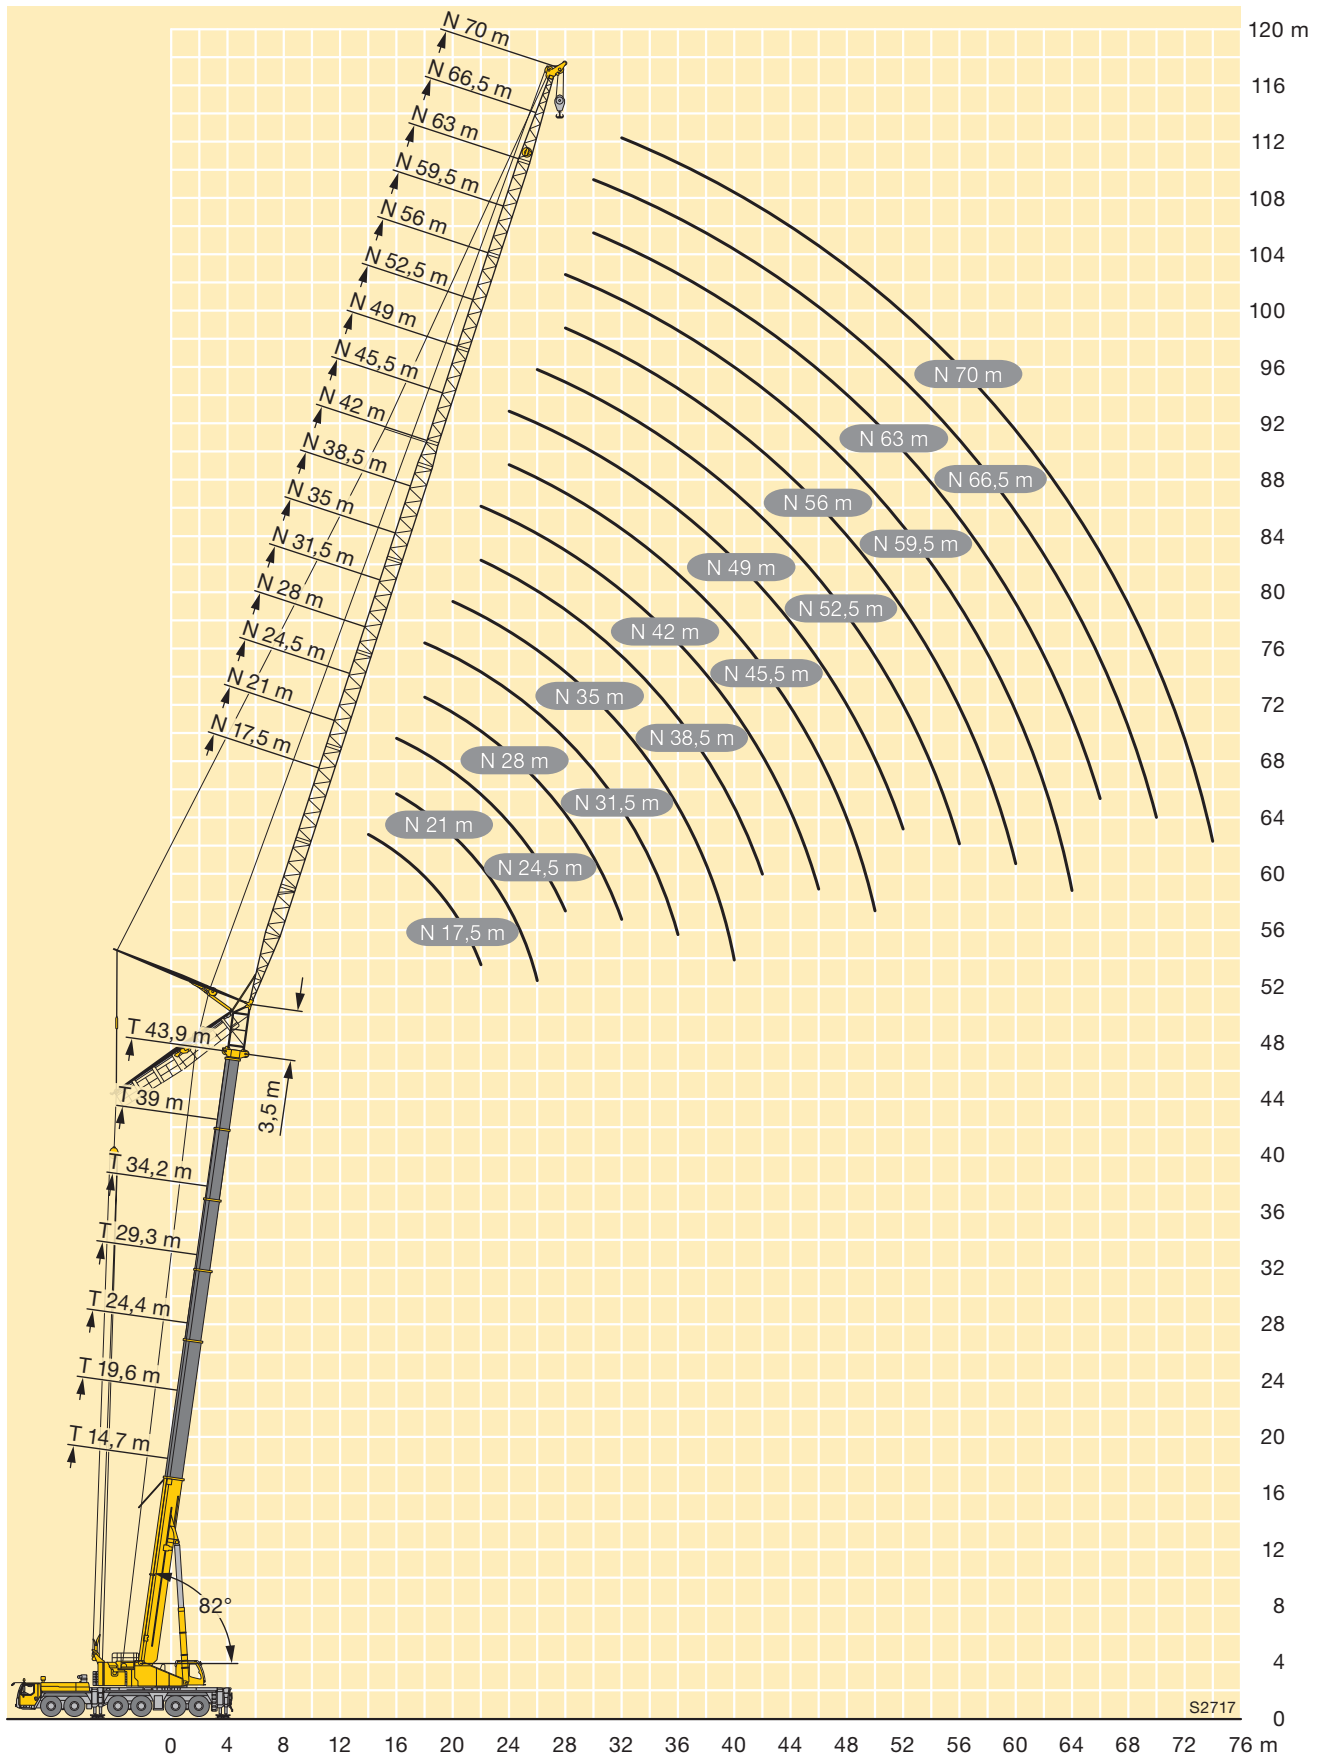 N 70 m
N 66,5 m
N 63 m
N 59,5 m
N 56 m
N 52,5 m
N 49 m
N 45,5 m
N 42 m
N 38,5 m
N 35 m
N 31,5 m
N 28 m
N 24,5 m
N 21 m
N 17,5 m
T 43,9 m
T 39 m
T 34,2 m
T 29,3 m
T 24,4 m
T 19,6 m
T 14,7 m
3,5 m
82°
N 70 m
N 63 m
N 66,5 m
N 56 m
N 59,5 m
N 49 m
N 52,5 m
N 42 m
N 45,5 m
N 35 m
N 38,5 m
N 28 m
N 31,5 m
N 21 m
N 24,5 m
N 17,5 m
120 m
116
112
108
104
100
96
92
88
84
80
76
72
68
64
60
56
52
48
44
40
36
32
28
24
20
16
12
8
4
0
S2717
0 4 8 12 16 20 24 28 32 36 40 44 48 52 56 60 64 68 72 76 m